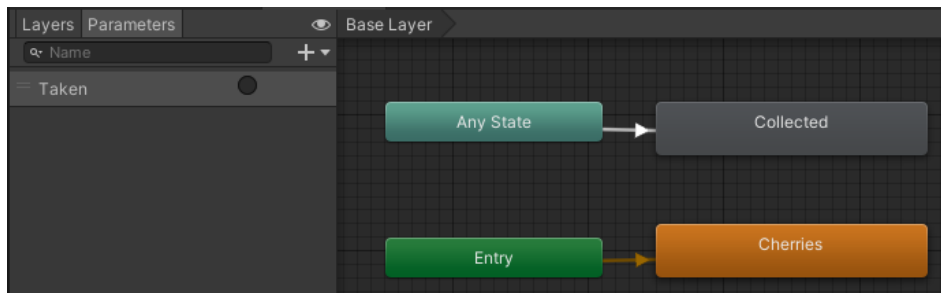 Layers Parameters
Base Layer
Name
Taken
Any State
Collected
Entry
Cherries